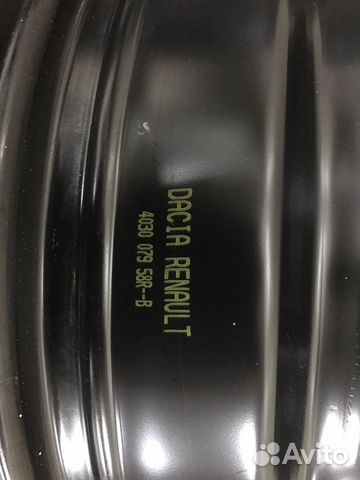 DACIA RENAULT
4030 079 58R--B
Avito